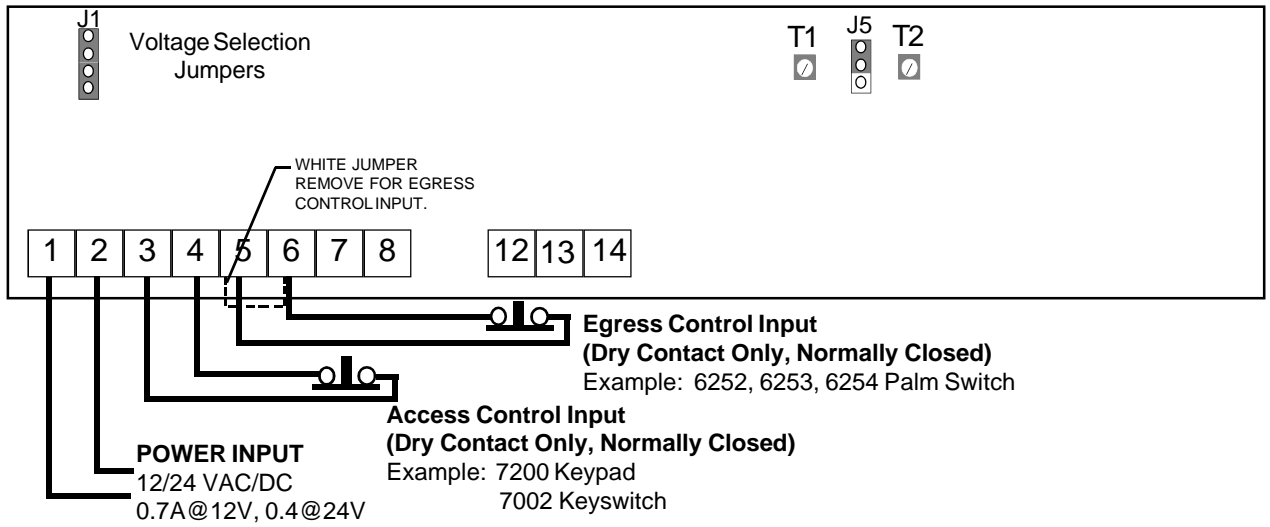 J1
Voltage Selection
Jumpers
T1 J5 T2
WHITE JUMPER
REMOVE FOR EGRESS
CONTROL INPUT.
1 2 3 4 5 6 7 8 12 13 14
Egress Control Input
(Dry Contact Only, Normally Closed)
Example: 6252, 6253, 6254 Palm Switch
Access Control Input
(Dry Contact Only, Normally Closed)
Example: 7200 Keypad
7002 Keyswitch
POWER INPUT
12/24 VAC/DC
0.7A@12V, 0.4@24V